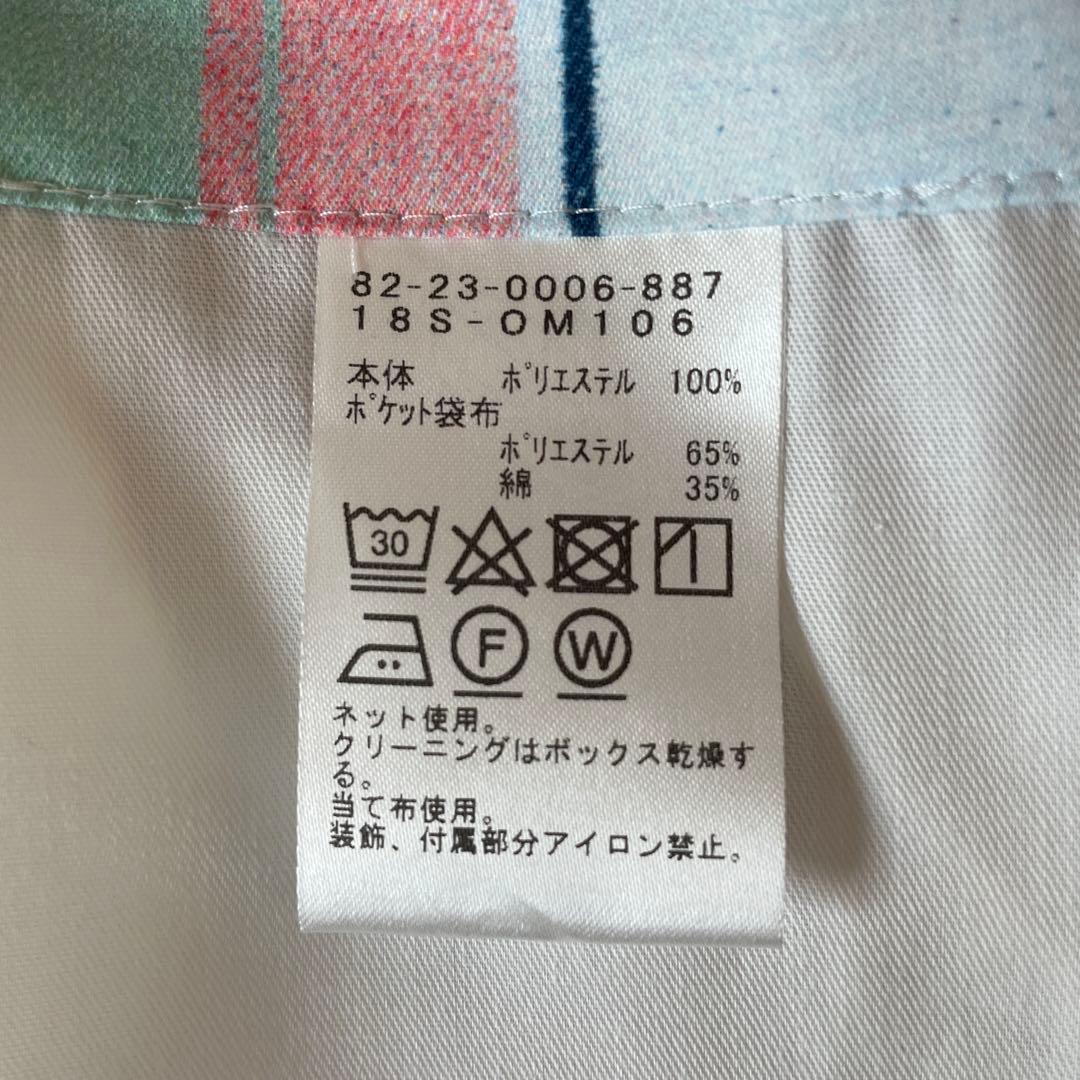 82-23-0006-887
18S-OM106
本体 ポリエステル 100%
ポケット袋布
ポリエステル 65%
綿 35%
30
F W
ネット使用。
クリーニングはボックス乾燥す
る。
当て布使用。
装飾、付属部分アイロン禁止。